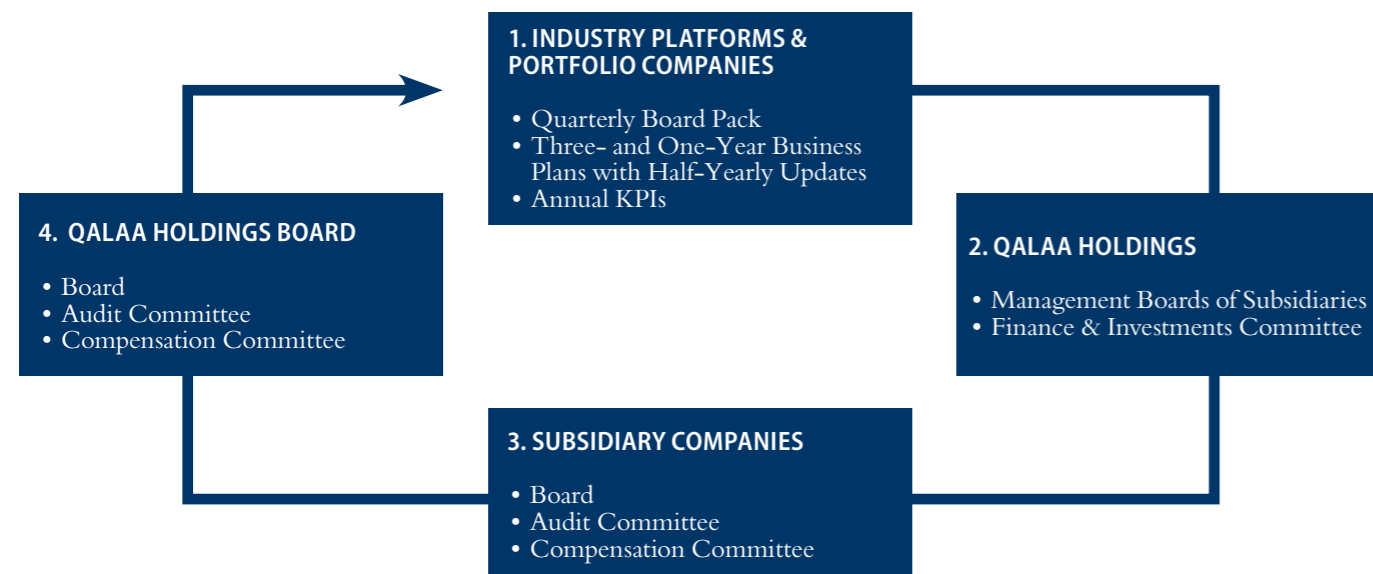 1. INDUSTRY PLATFORMS &
PORTFOLIO COMPANIES
• Quarterly Board Pack
• Three- and One-Year Business
Plans with Half-Yearly Updates
• Annual KPIs
2. QALAA HOLDINGS
• Management Boards of Subsidiaries
• Finance & Investments Committee
3. SUBSIDIARY COMPANIES
• Board
• Audit Committee
• Compensation Committee
4. QALAA HOLDINGS BOARD
• Board
• Audit Committee
• Compensation Committee